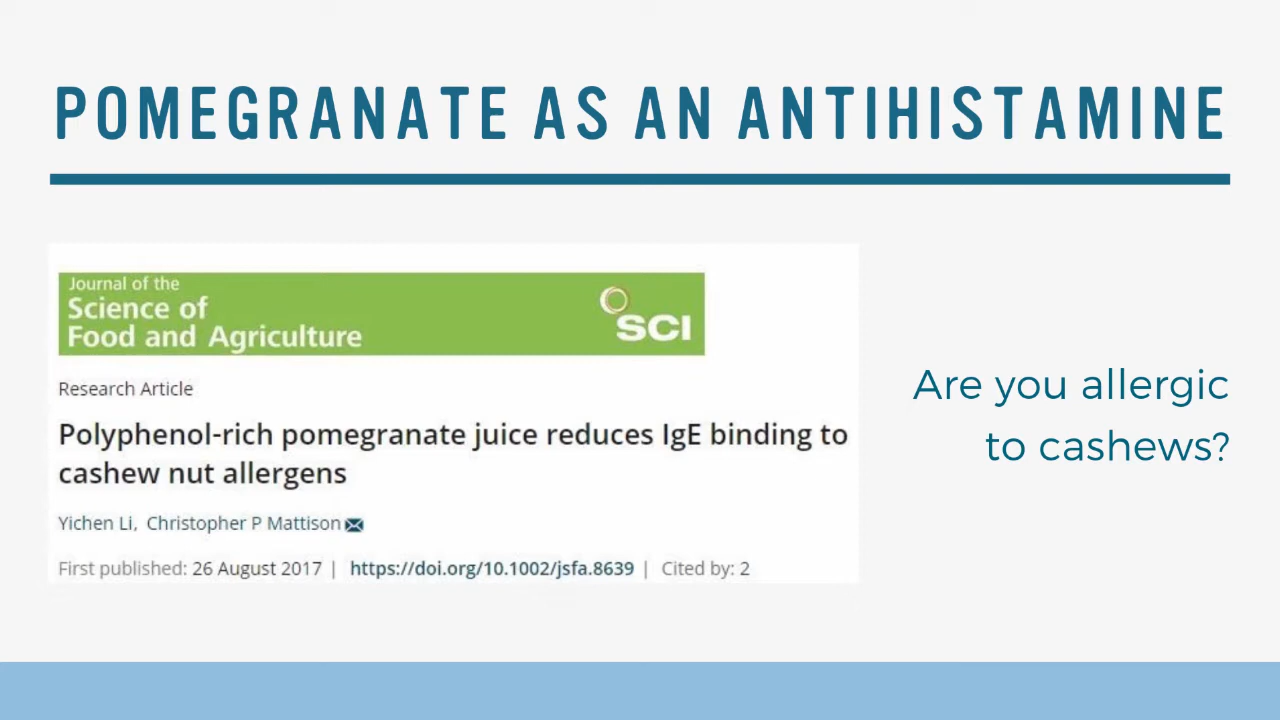 POMEGRANATE AS AN ANTIHISTAMINE
Journal of the
Science of
Food and Agriculture
SCI
Research Article
Polyphenol-rich pomegranate juice reduces IgE binding to
cashew nut allergens
Yichen Li, Christopher P Mattison
First published: 26 August 2017 | https://doi.org/10.1002/jsfa.8639 | Cited by: 2
Are you allergic
to cashews?